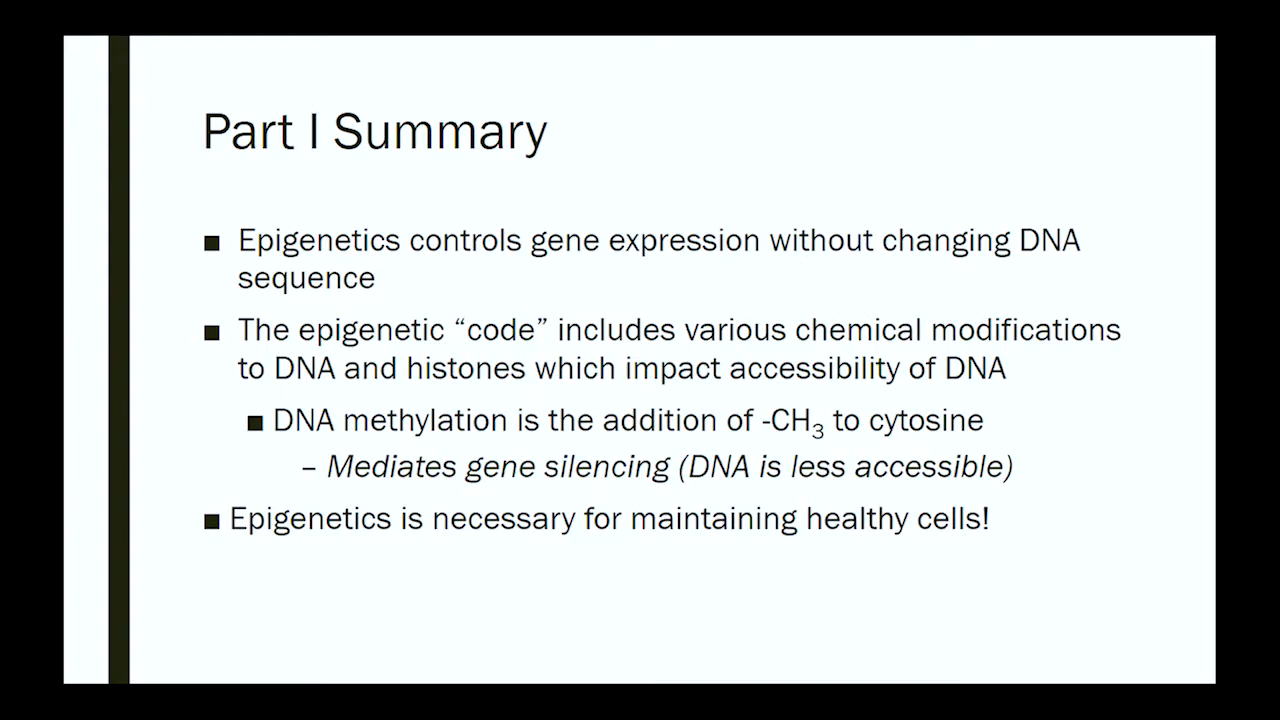 Part I Summary
■ Epigenetics controls gene expression without changing DNA
sequence
■ The epigenetic “code” includes various chemical modifications
to DNA and histones which impact accessibility of DNA
■ DNA methylation is the addition of -CH₃ to cytosine
– Mediates gene silencing (DNA is less accessible)
■ Epigenetics is necessary for maintaining healthy cells!